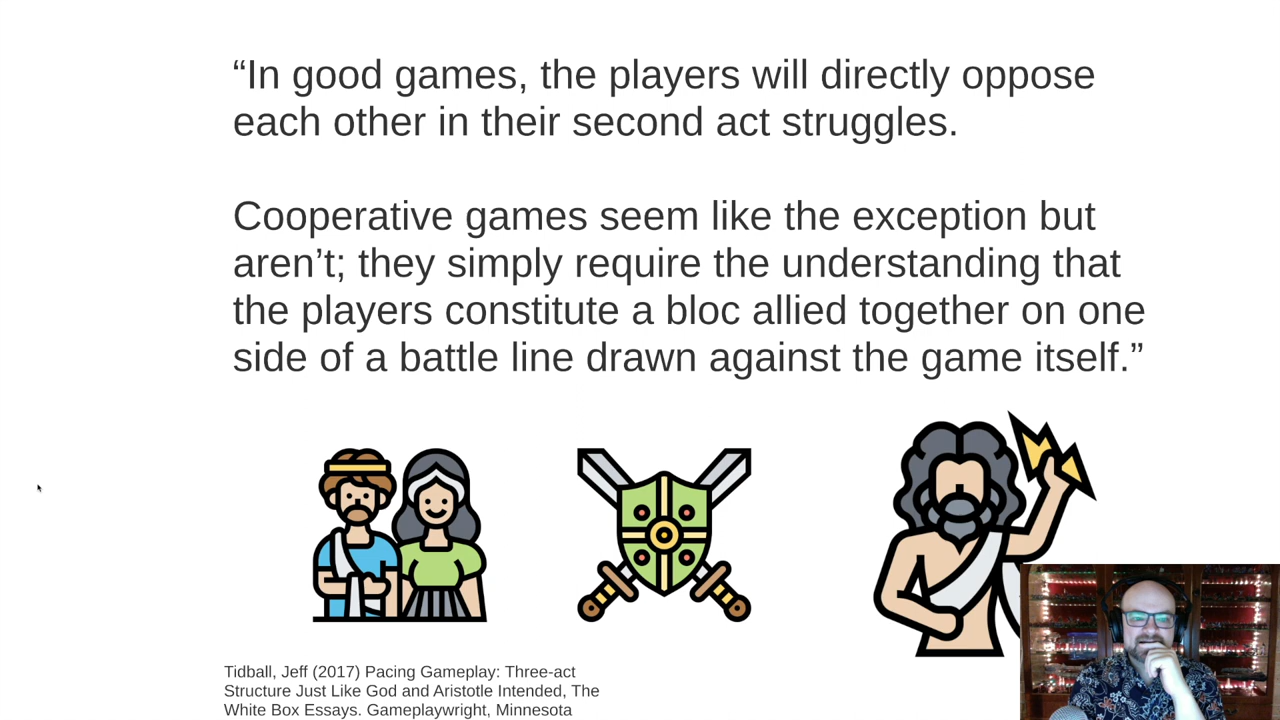 “In good games, the players will directly oppose
each other in their second act struggles.
Cooperative games seem like the exception but
aren’t; they simply require the understanding that
the players constitute a bloc allied together on one
side of a battle line drawn against the game itself.”
Tidball, Jeff (2017) Pacing Gameplay: Three-act
Structure Just Like God and Aristotle Intended, The
White Box Essays. Gameplaywright, Minnesota